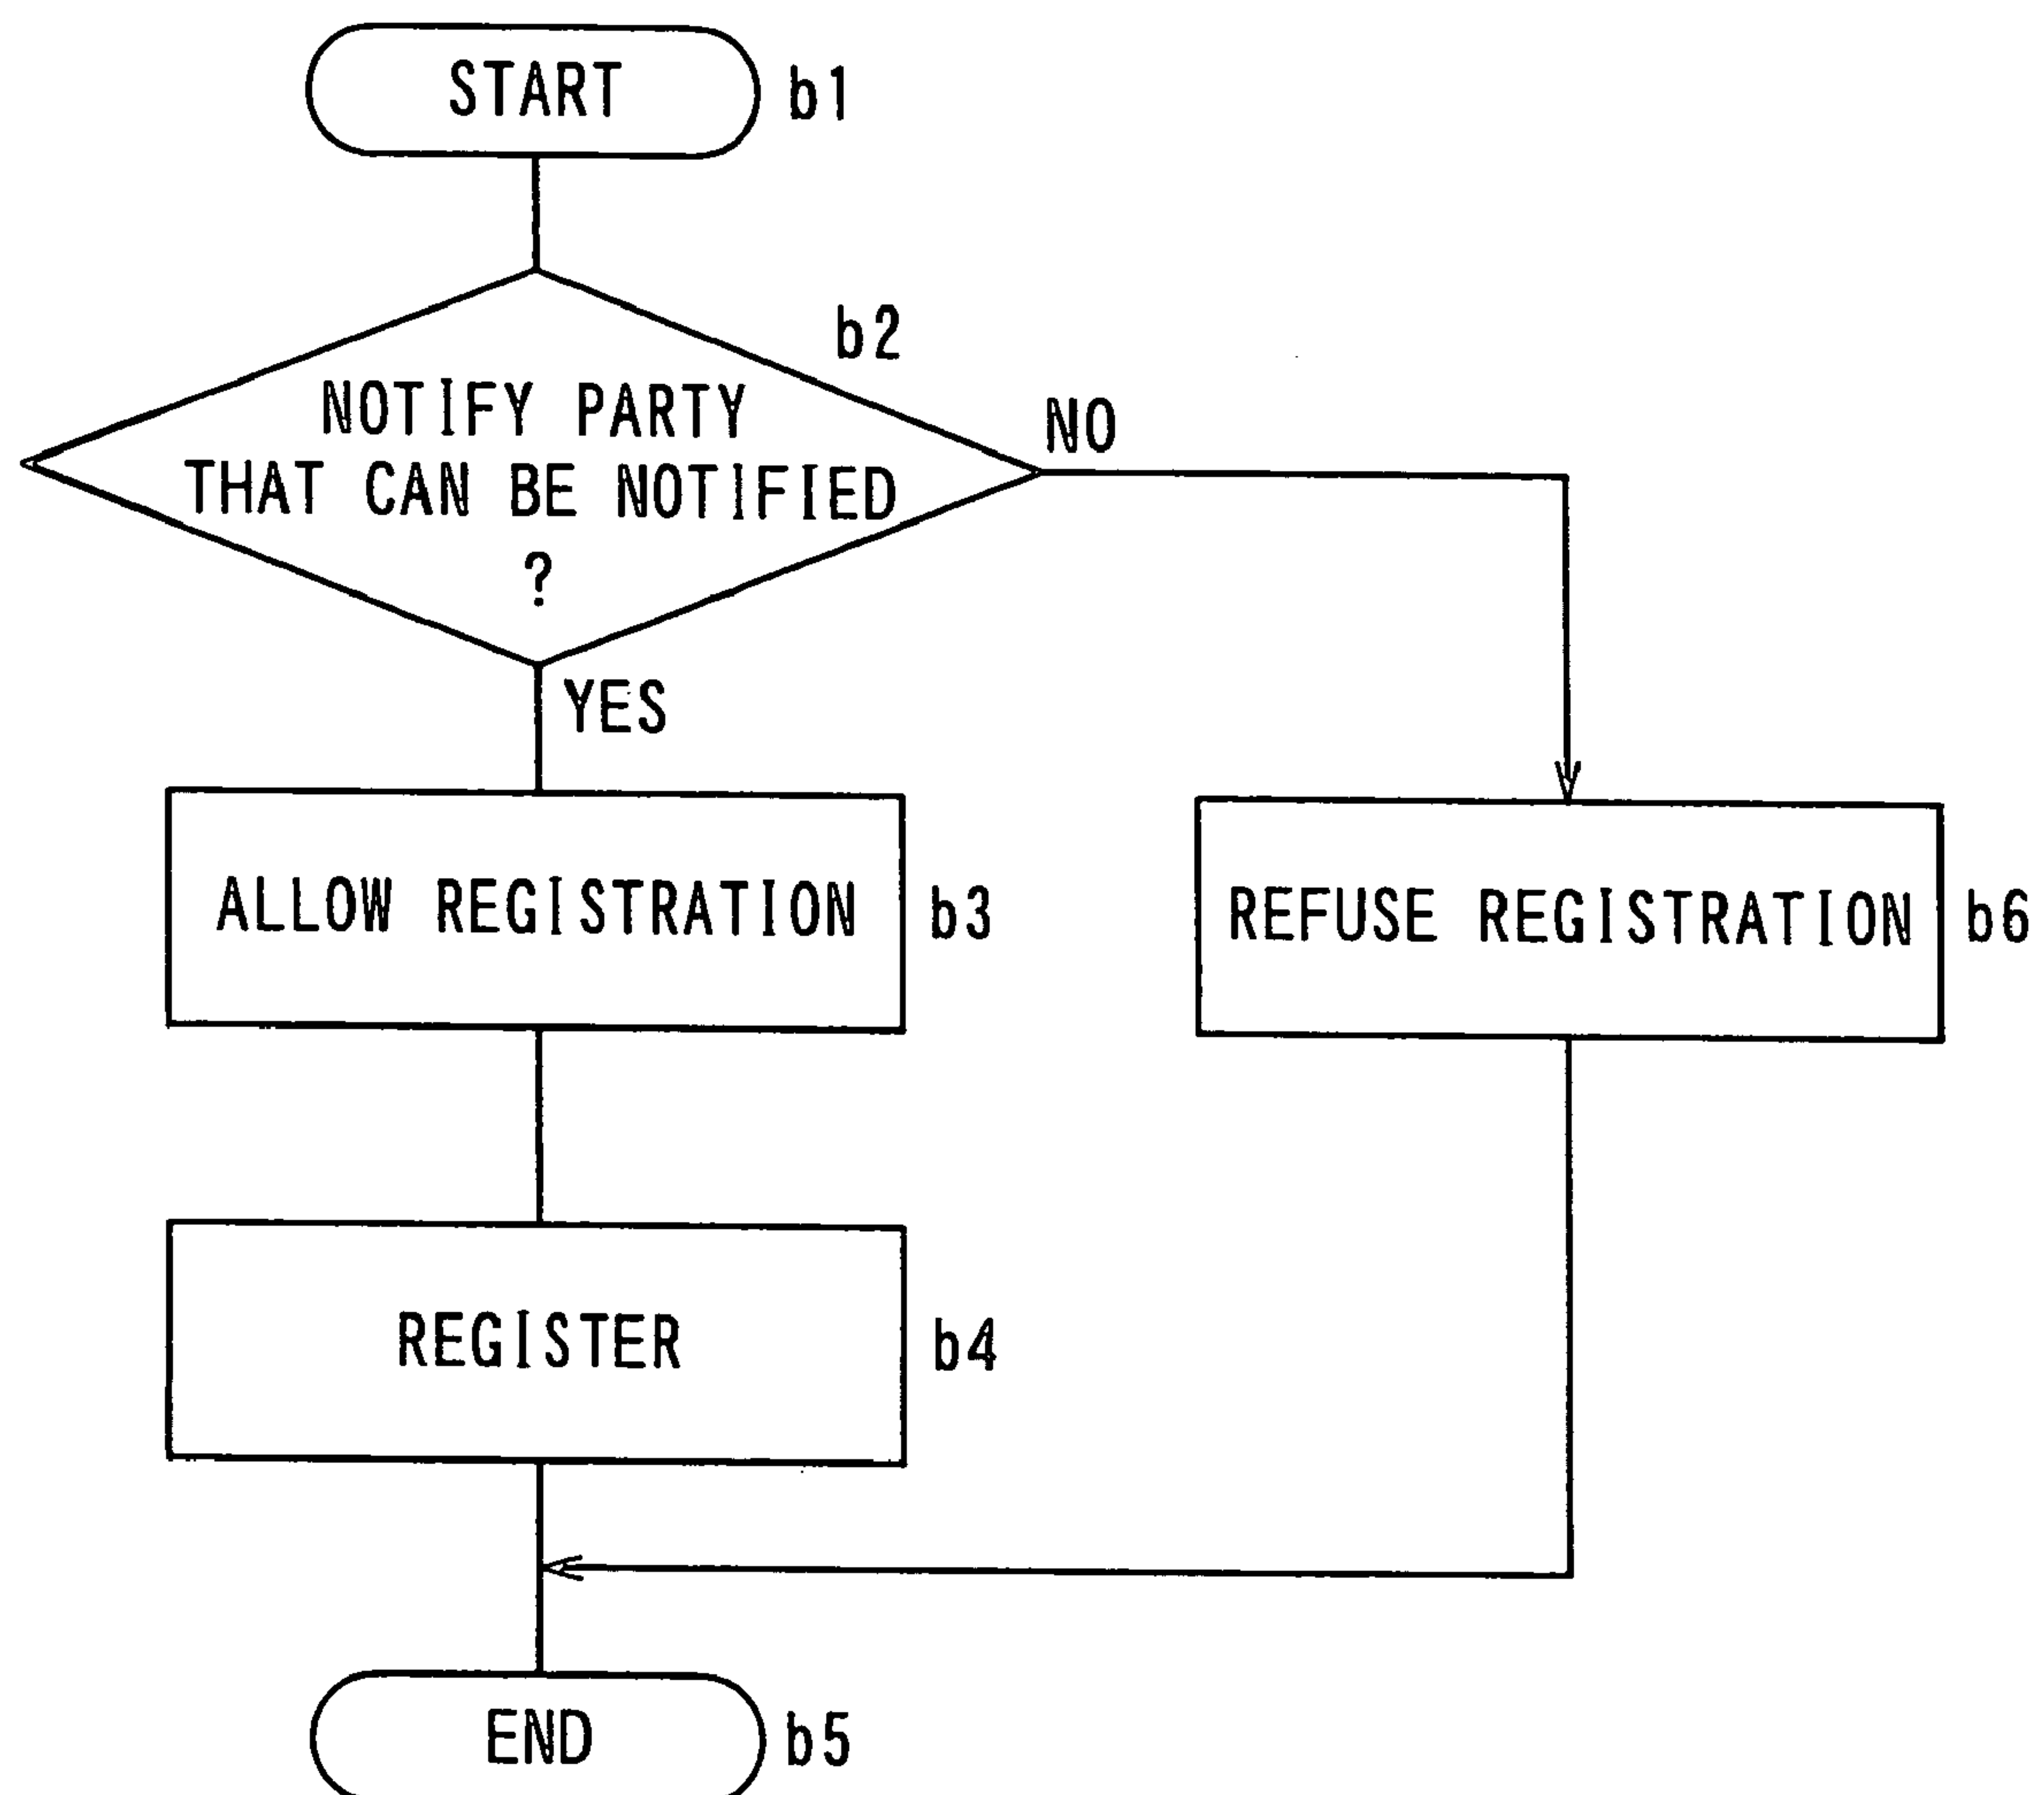 START b1
b2
NOTIFY PARTY
THAT CAN BE NOTIFIED
?
NO
YES
ALLOW REGISTRATION b3
REFUSE REGISTRATION b6
REGISTER b4
END b5